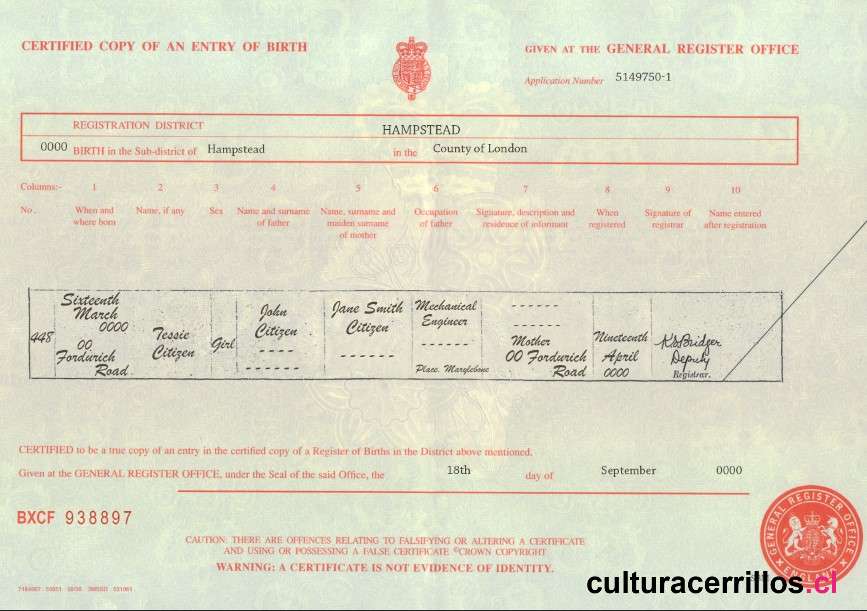 CERTIFIED COPY OF AN ENTRY OF BIRTH
GIVEN AT THE GENERAL REGISTER OFFICE
Application Number 5149750-1
REGISTRATION DISTRICT HAMPSTEAD
0000 BIRTH in the Sub-district of Hampstead in the County of London
Columns:- 1 2 3 4 5 6 7 8 9 10
No. When and where born
Name, if any
Sex
Name and surname of father
Name, surname and maiden surname of mother
Occupation of father
Signature, description and residence of informant
When registered
Signature of registrar
Name entered after registration
448
Sixteenth
March
0000
00
Fordwich
Road
Tessie
Citizen
Girl
John
Citizen
- - - -
- - - - - -
Jane Smith
Citizen
- - - - - -
Mechanical
Engineer
- - - - - -
Place. Marylebone
- - - - - -
- - - - - -
Mother
00 Fordwich
Road
Nineteenth
April
0000
Bridger
Deputy
Registrar.
CERTIFIED to be a true copy of an entry in the certified copy of a Register of Births in the District above mentioned.
Given at the GENERAL REGISTER OFFICE, under the Seal of the said Office, the 18th day of September 0000
BXCF 938897
CAUTION: THERE ARE OFFENCES RELATING TO FALSIFYING OR ALTERING A CERTIFICATE
AND USING OR POSSESSING A FALSE CERTIFICATE ©CROWN COPYRIGHT
WARNING: A CERTIFICATE IS NOT EVIDENCE OF IDENTITY.
GENERAL REGISTER OFFICE
ENGLAND
culturacerrillos.cl